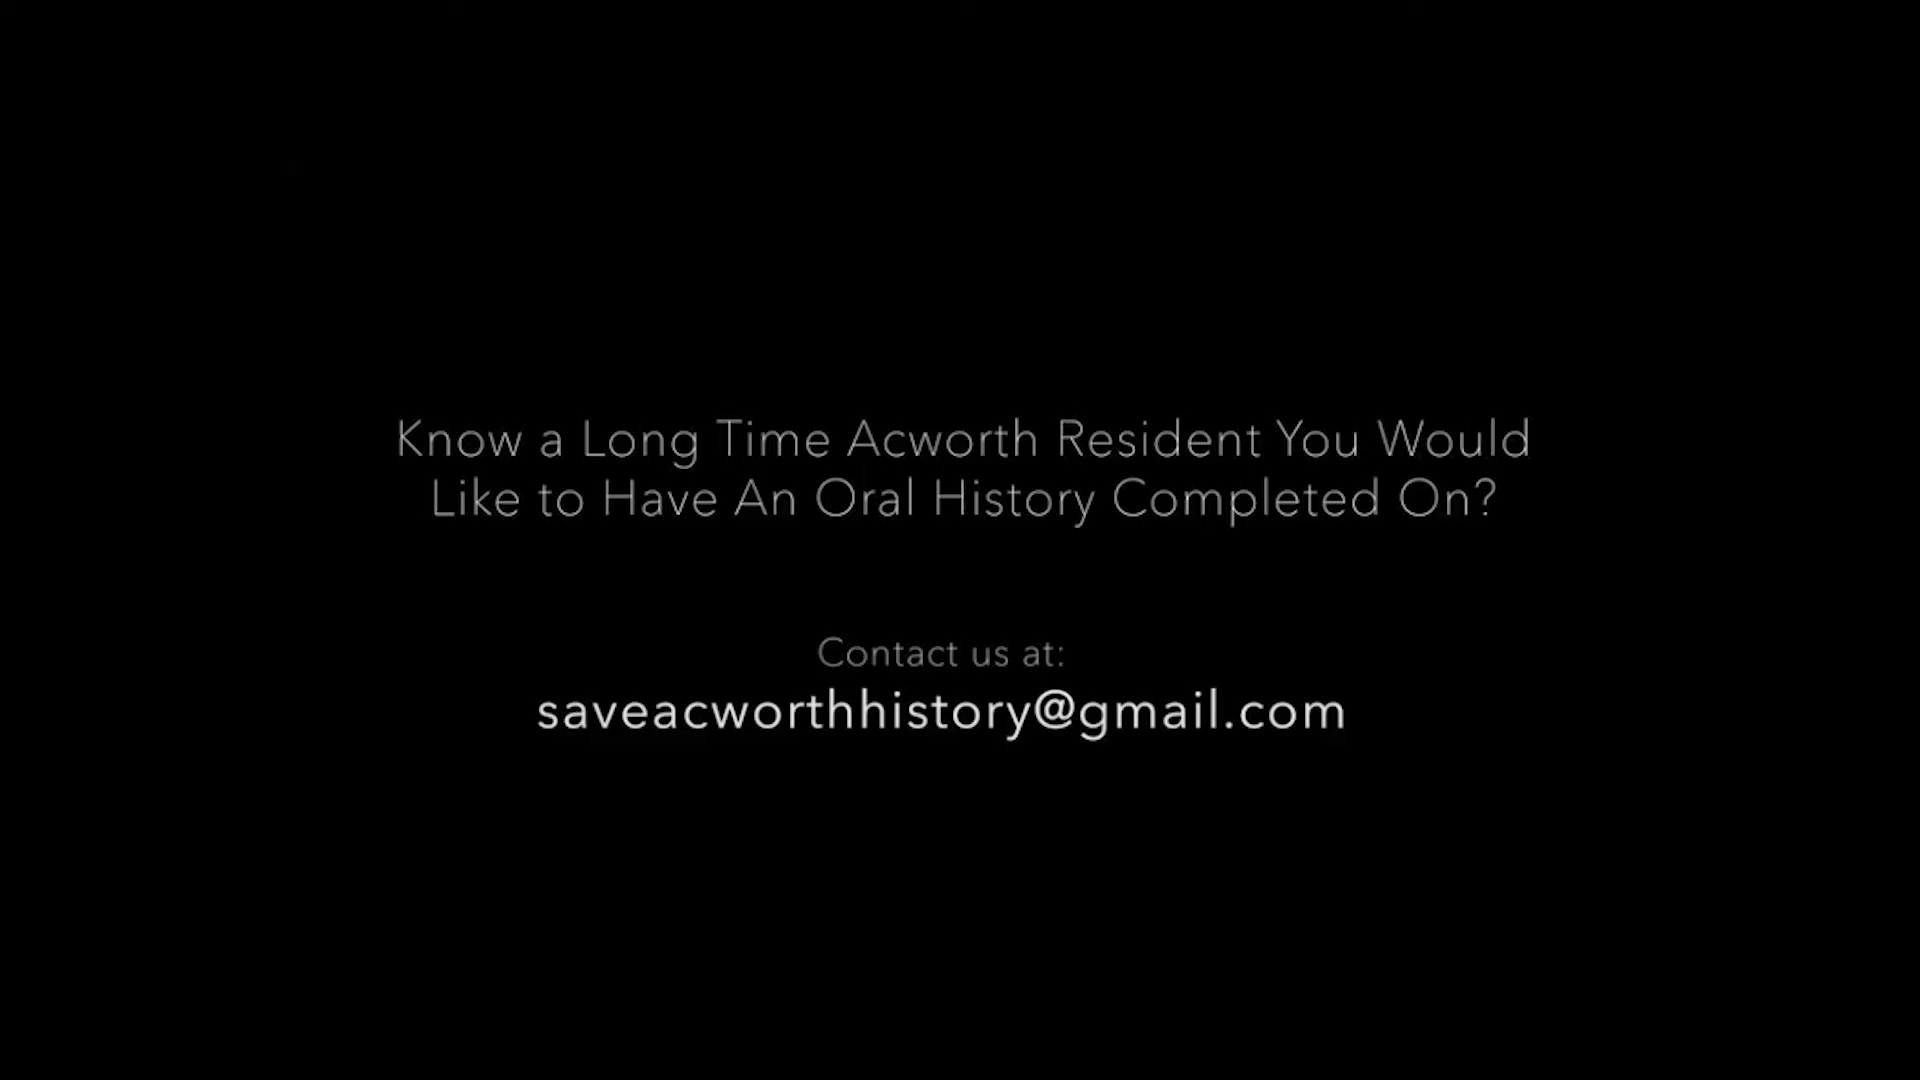 Know a Long Time Acworth Resident You Would
Like to Have An Oral History Completed On?
Contact us at:
saveacworthhistory@gmail.com